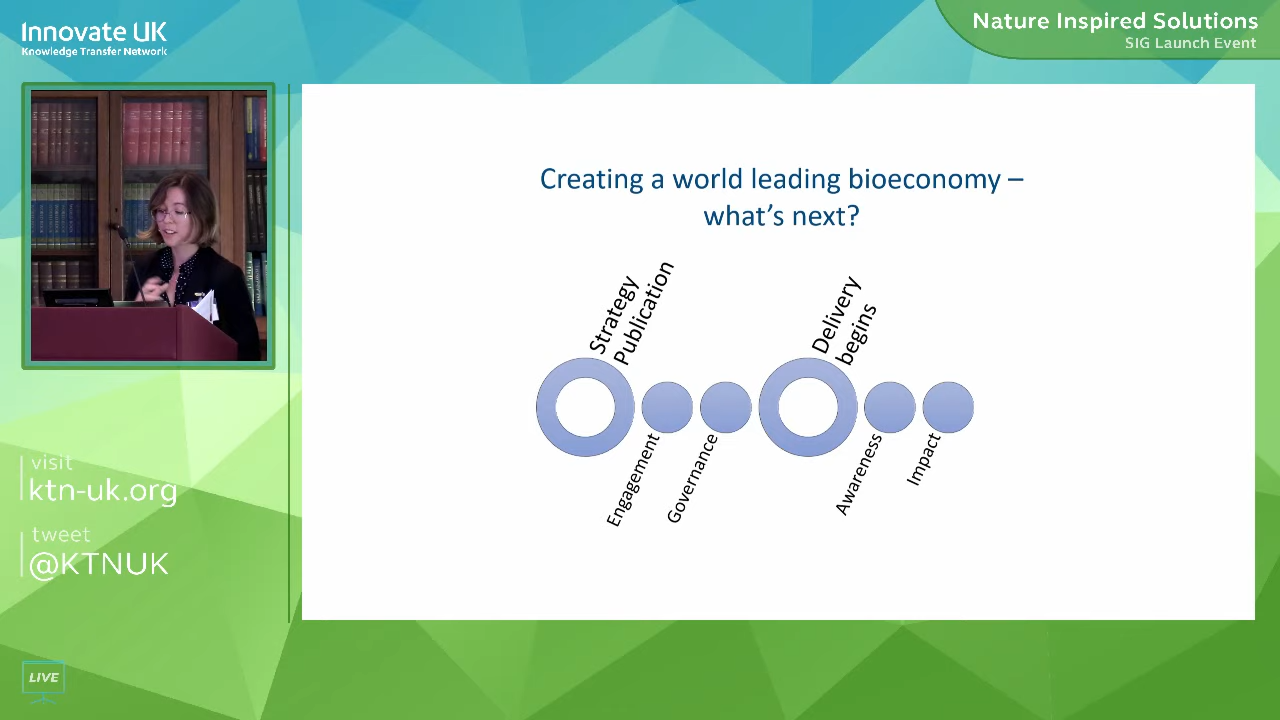 Innovate UK
Knowledge Transfer Network
Nature Inspired Solutions
SIG Launch Event
Creating a world leading bioeconomy –
what's next?
Strategy
Publication
Engagement
Governance
Delivery
begins
Awareness
Impact
visit
ktn-uk.org
tweet
@KTNUK
LIVE